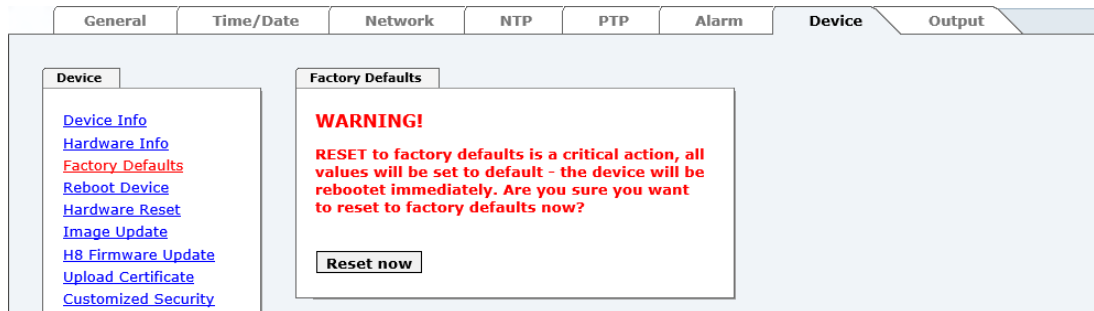 General Time/Date Network NTP PTP Alarm Device Output
Device
Device Info
Hardware Info
Factory Defaults
Reboot Device
Hardware Reset
Image Update
H8 Firmware Update
Upload Certificate
Customized Security
Factory Defaults
WARNING!
RESET to factory defaults is a critical action, all
values will be set to default - the device will be
rebootet immediately. Are you sure you want
to reset to factory defaults now?
Reset now